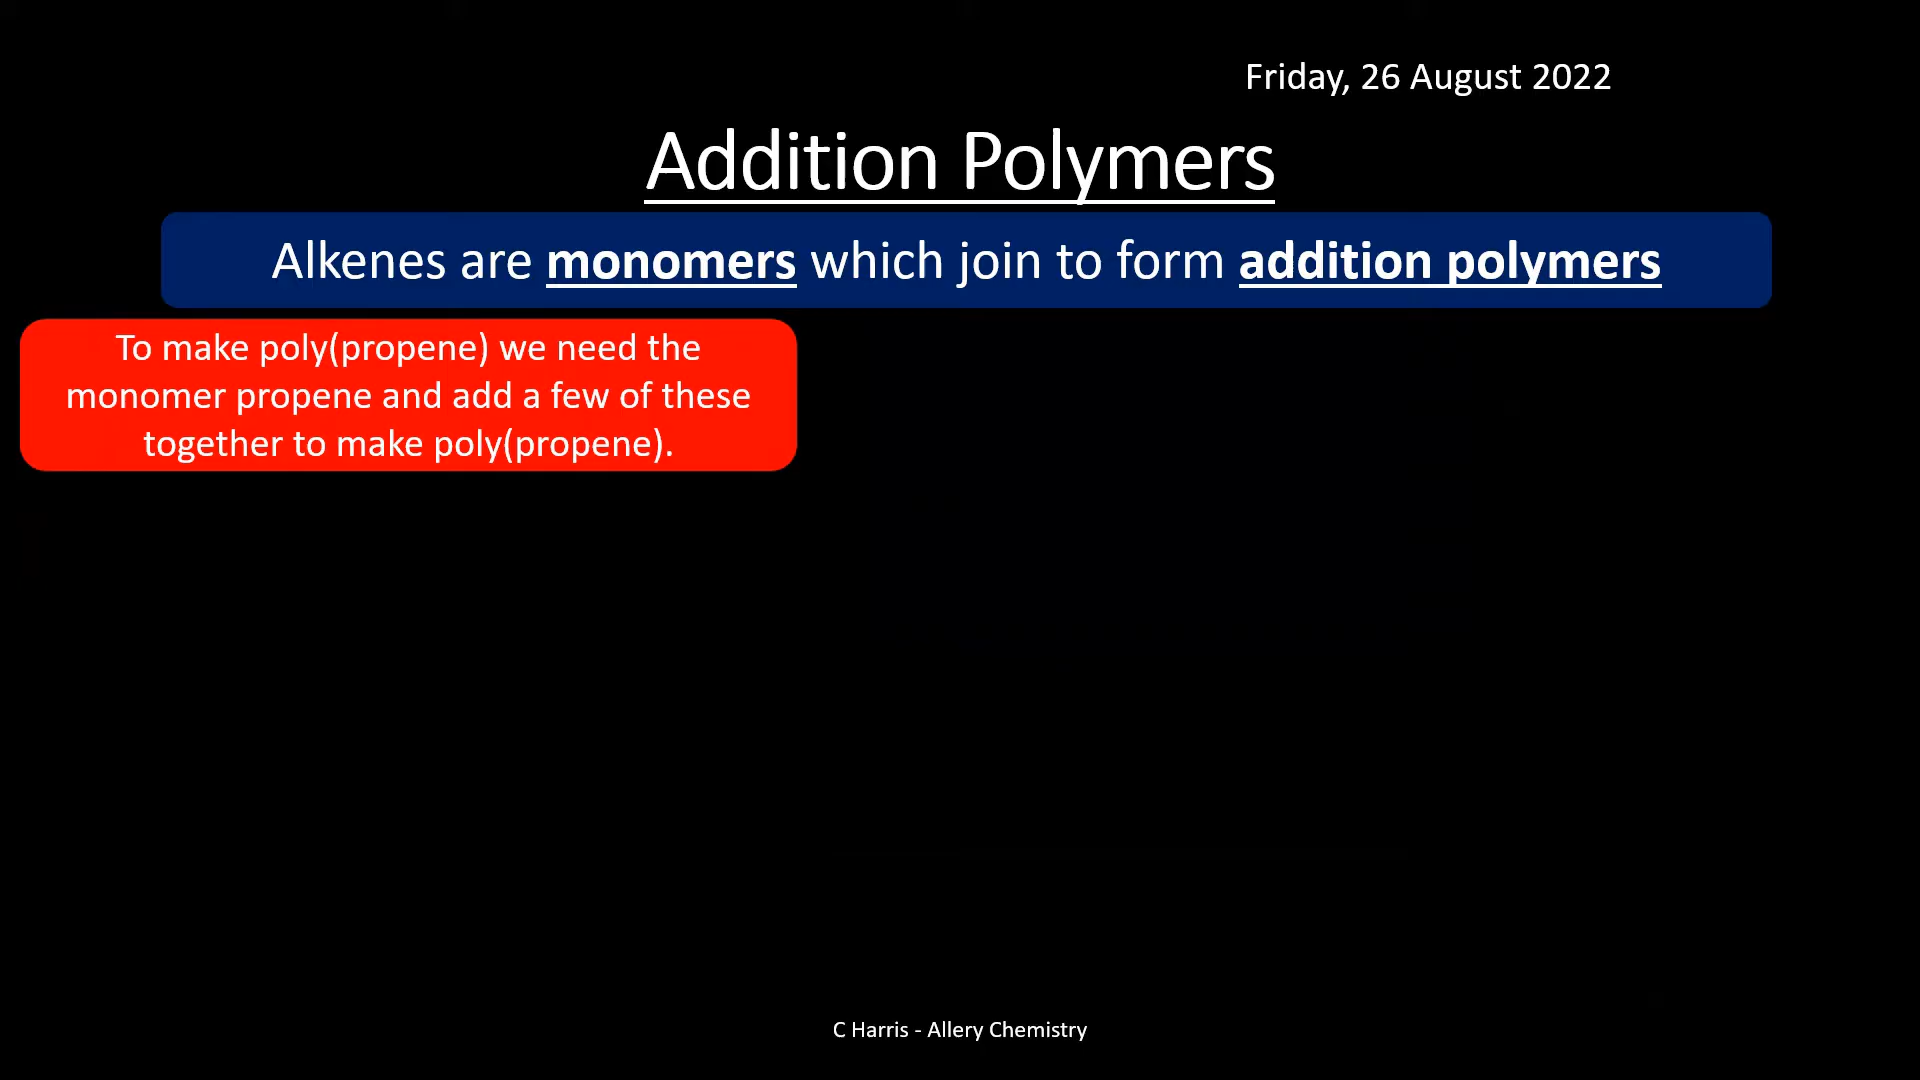 Friday, 26 August 2022
Addition Polymers
Alkenes are monomers which join to form addition polymers
To make poly(propene) we need the
monomer propene and add a few of these
together to make poly(propene).
C Harris - Allery Chemistry